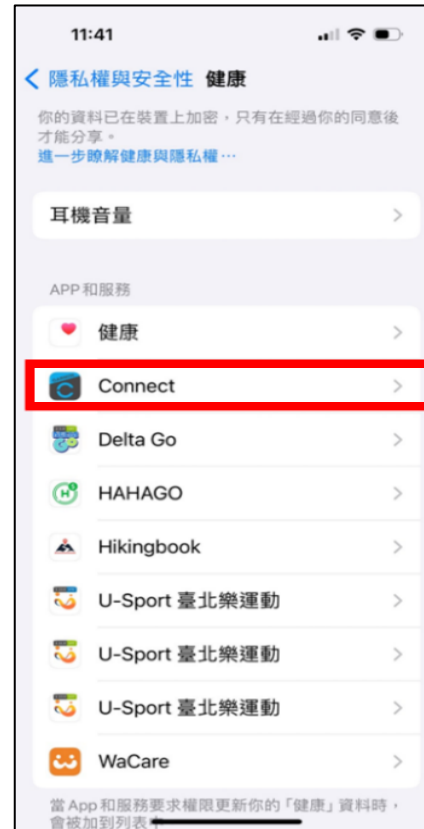 11:41
隱私權與安全性 健康
你的資料已在裝置上加密，只有在經過你的同意後
才能分享。
進一步瞭解健康與隱私權…
耳機音量
APP和服務
健康
Connect
Delta Go
HAHAGO
Hikingbook
U-Sport 臺北樂運動
U-Sport 臺北樂運動
U-Sport 臺北樂運動
WaCare
當 App 和服務要求權限更新你的「健康」資料時，
會被加到列表